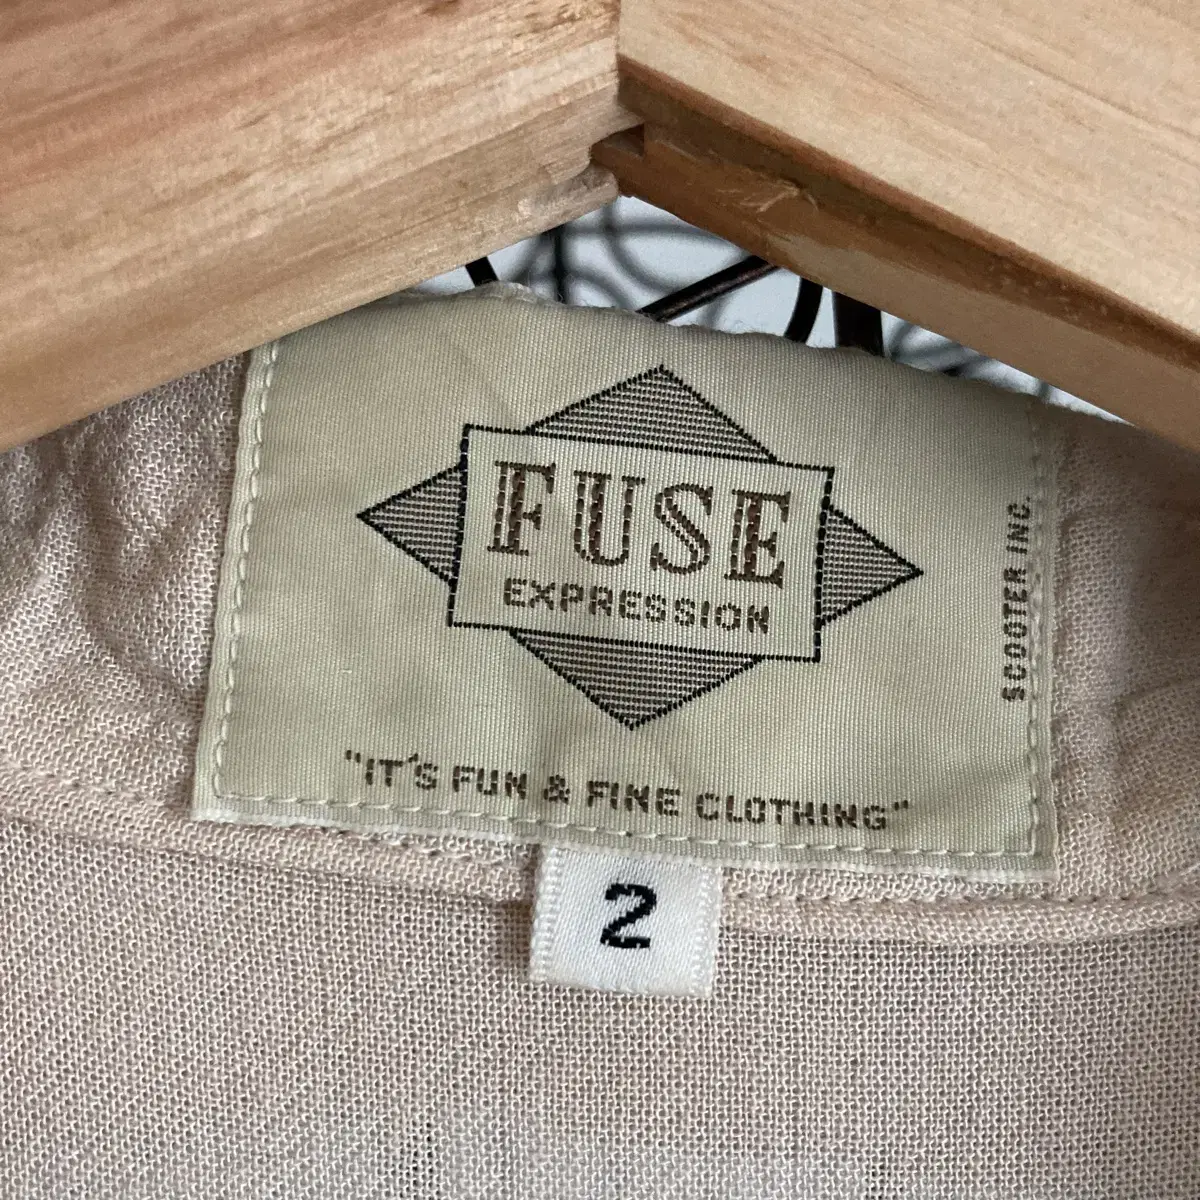 FUSE
EXPRESSION
SCOOTER INC.
"IT'S FUN & FINE CLOTHING"
2